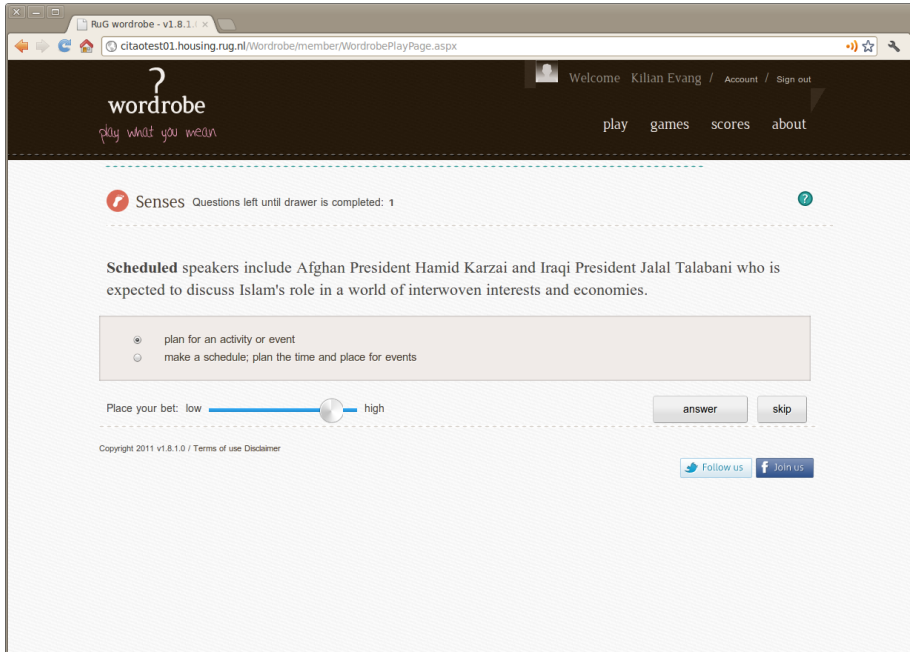 RuG wordrobe - v1.8.1.
citaotest01.housing.rug.nl/Wordrobe/member/WordrobePlayPage.aspx
Welcome Kilian Evang / Account / Sign out
wordrobe
play what you mean
play games scores about
Senses Questions left until drawer is completed: 1
?
Scheduled speakers include Afghan President Hamid Karzai and Iraqi President Jalal Talabani who is
expected to discuss Islam's role in a world of interwoven interests and economies.
plan for an activity or event
make a schedule; plan the time and place for events
Place your bet: low high answer skip
Copyright 2011 v1.8.1.0 / Terms of use Disclaimer
Follow us f Join us